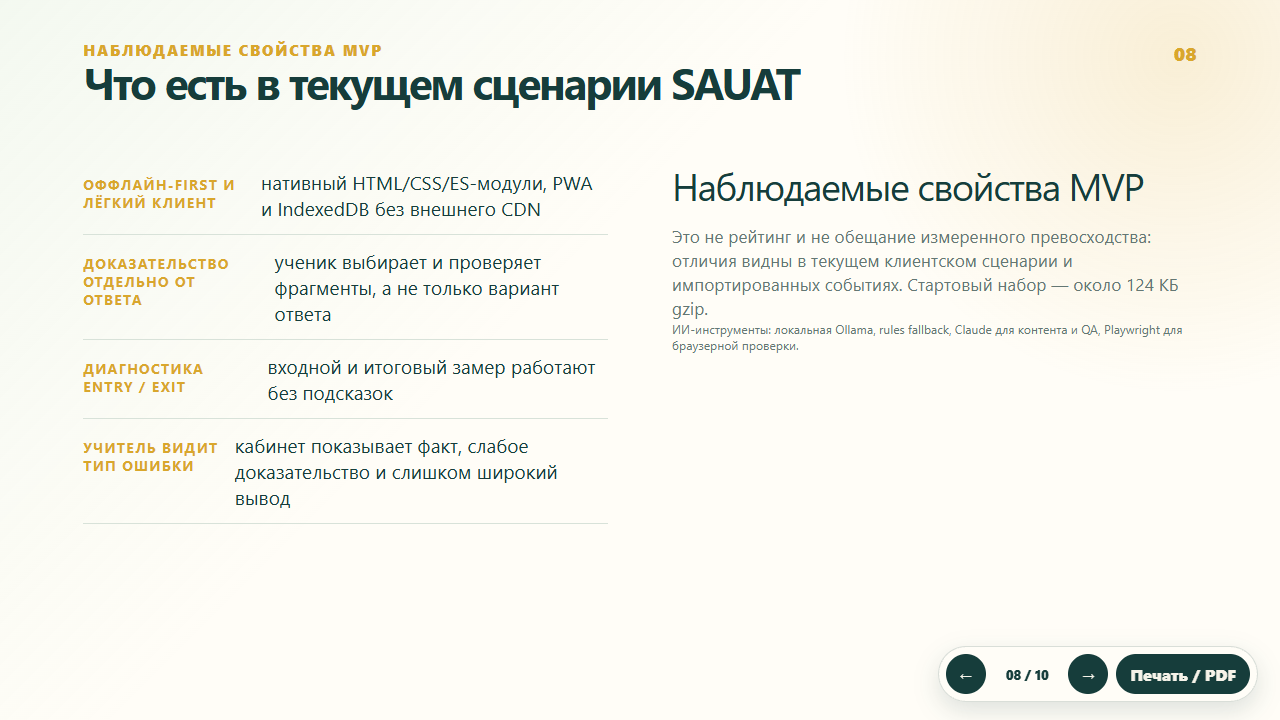 НАБЛЮДАЕМЫЕ СВОЙСТВА MVP
08
Что есть в текущем сценарии SAUAT
ОФФЛАЙН-FIRST И
ЛЁГКИЙ КЛИЕНТ
нативный HTML/CSS/ES-модули, PWA
и IndexedDB без внешнего CDN
ДОКАЗАТЕЛЬСТВО
ОТДЕЛЬНО ОТ
ОТВЕТА
ученик выбирает и проверяет
фрагменты, а не только вариант
ответа
ДИАГНОСТИКА
ENTRY / EXIT
входной и итоговый замер работают
без подсказок
УЧИТЕЛЬ ВИДИТ
ТИП ОШИБКИ
кабинет показывает факт, слабое
доказательство и слишком широкий
вывод
Наблюдаемые свойства MVP
Это не рейтинг и не обещание измеренного превосходства:
отличия видны в текущем клиентском сценарии и
импортированных событиях. Стартовый набор — около 124 КБ
gzip.
ИИ-инструменты: локальная Ollama, rules fallback, Claude для контента и QA, Playwright для
браузерной проверки.
← 08 / 10 → Печать / PDF